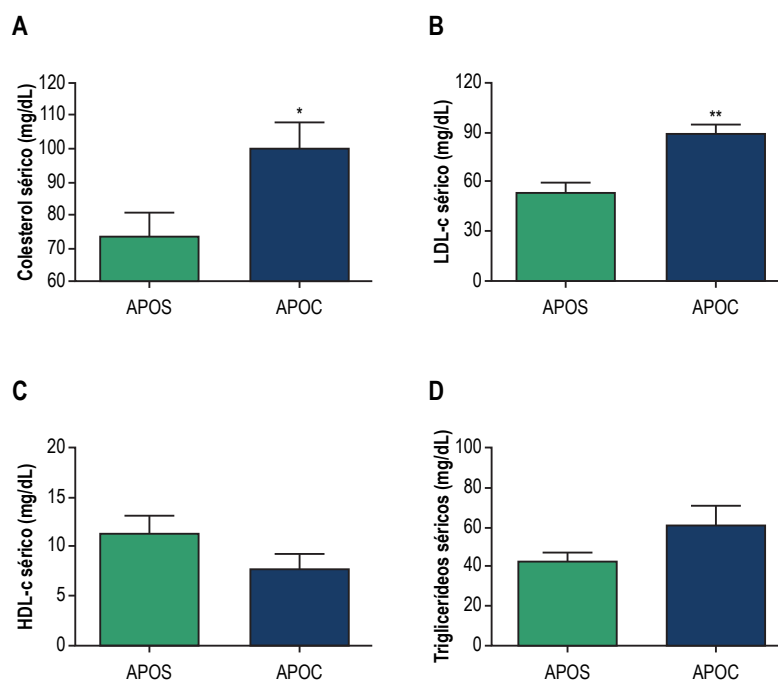 A
Colesterol sérico (mg/dL)
120
110
100
90
80
70
60
*
APOS
APOC
B
LDL-c sérico (mg/dL)
120
90
60
30
0
**
APOS
APOC
C
HDL-c sérico (mg/dL)
20
15
10
5
0
APOS
APOC
D
Triglicerídeos séricos (mg/dL)
100
80
60
40
20
0
APOS
APOC